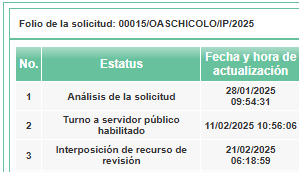 Folio de la solicitud: 00015/OASCHICOLO/IP/2025
No. Estatus Fecha y hora de actualización
1 Análisis de la solicitud 28/01/2025 09:54:31
2 Turno a servidor público habilitado 11/02/2025 10:56:06
3 Interposición de recurso de revisión 21/02/2025 06:18:59